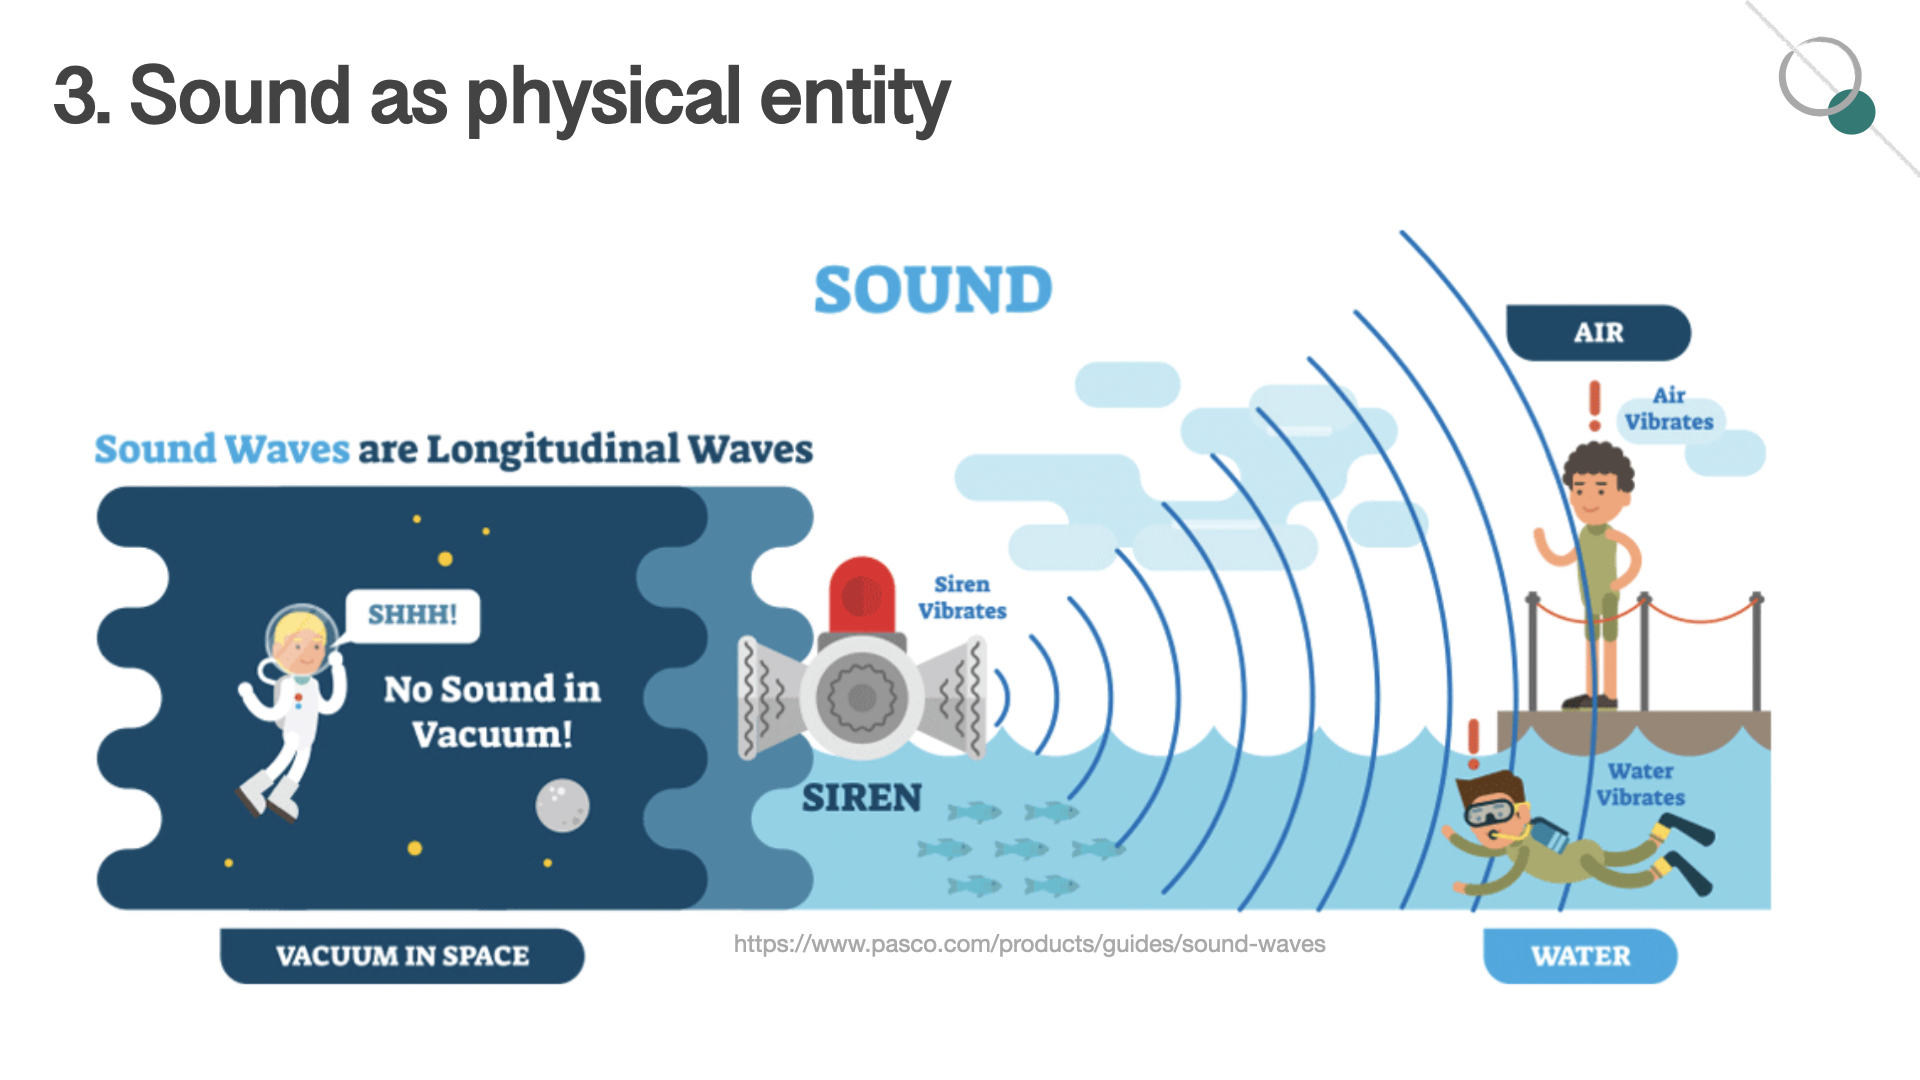 3. Sound as physical entity
SOUND
AIR
Air
Vibrates
Sound Waves are Longitudinal Waves
SHHH!
No Sound in
Vacuum!
Siren
Vibrates
SIREN
Water
Vibrates
VACUUM IN SPACE
https://www.pasco.com/products/guides/sound-waves
WATER